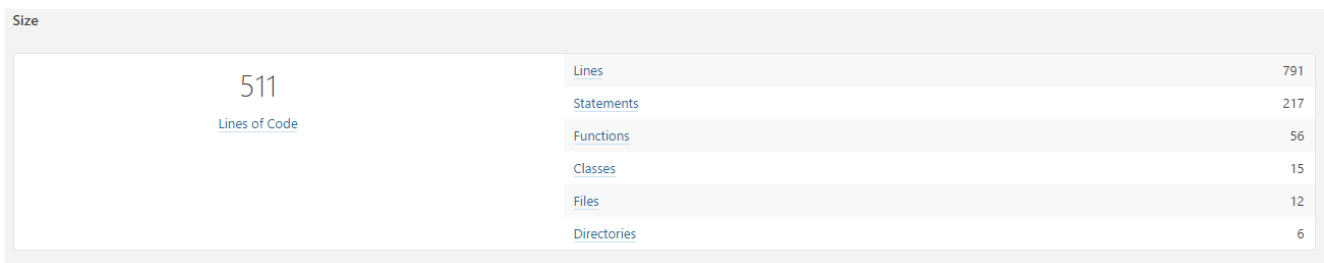 Size
511
Lines of Code
Lines 791
Statements 217
Functions 56
Classes 15
Files 12
Directories 6